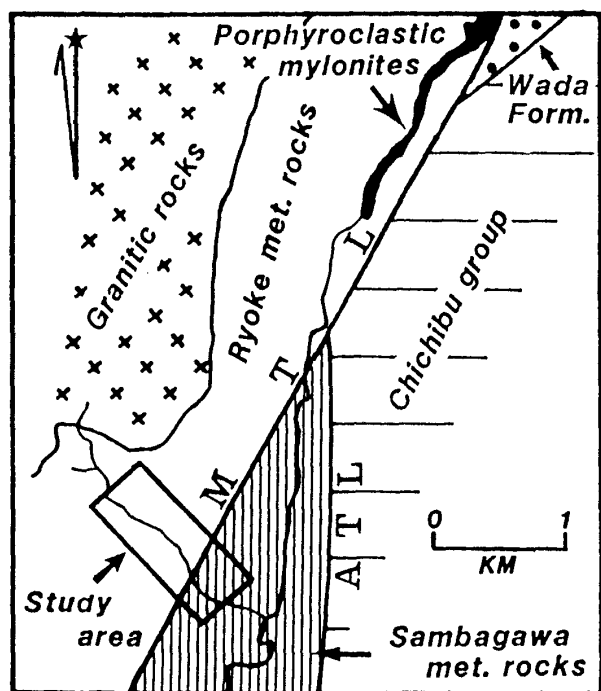 Porphyroclastic
mylonites
Wada
Form.
Granitic rocks
Ryoke met. rocks
Chichibu group
M T L
A T L
0 1
KM
Study
area
Sambagawa
met. rocks